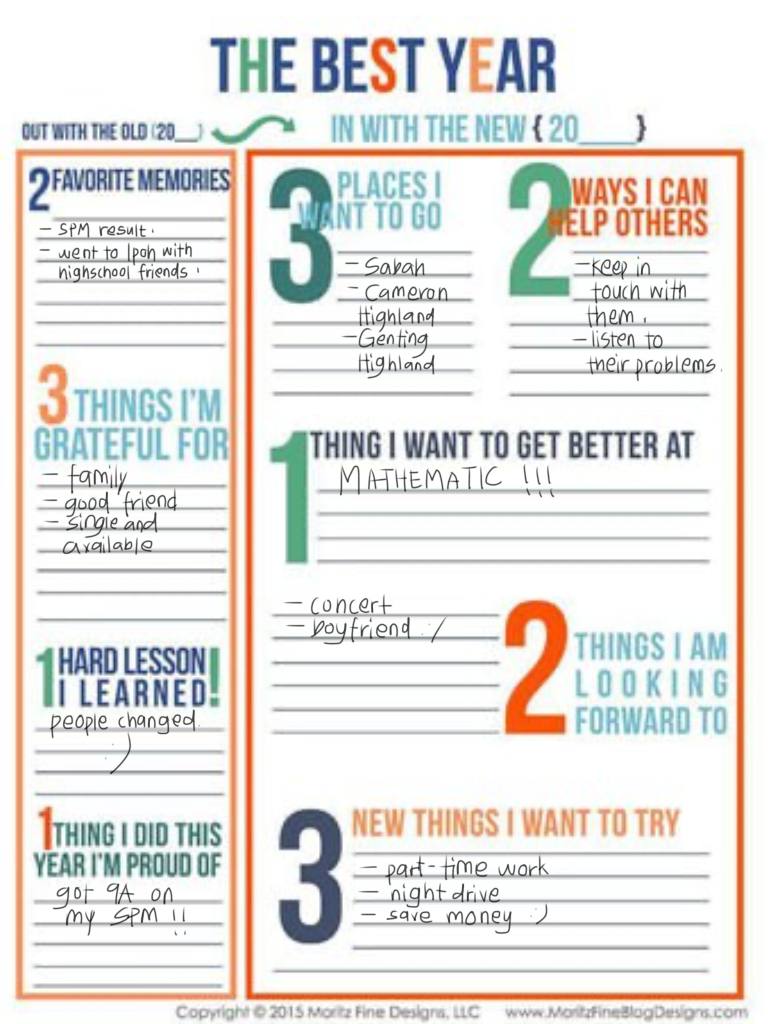 THE BEST YEAR
OUT WITH THE OLD (20__)
IN WITH THE NEW { 20____ }
2 FAVORITE MEMORIES
- SPM result.
- went to Ipoh with
highschool friends.
3 THINGS I'M
GRATEFUL FOR
- family
- good friend
- single and
available
1 HARD LESSON
I LEARNED!
people changed
:)
1 THING I DID THIS
YEAR I'M PROUD OF
got 9A on
my SPM !!
3 PLACES I
WANT TO GO
- Sabah
- Cameron
Highland
- Genting
Highland
2 WAYS I CAN
HELP OTHERS
- keep in
touch with
them.
- listen to
their problems.
1 THING I WANT TO GET BETTER AT
MATHEMATIC !!!
- concert
- boyfriend :/
2 THINGS I AM
LOOKING
FORWARD TO
3 NEW THINGS I WANT TO TRY
- part-time work
- night drive
- save money :)
Copyright © 2015 Moritz Fine Designs, LLC www.MoritzFineBlogDesigns.com